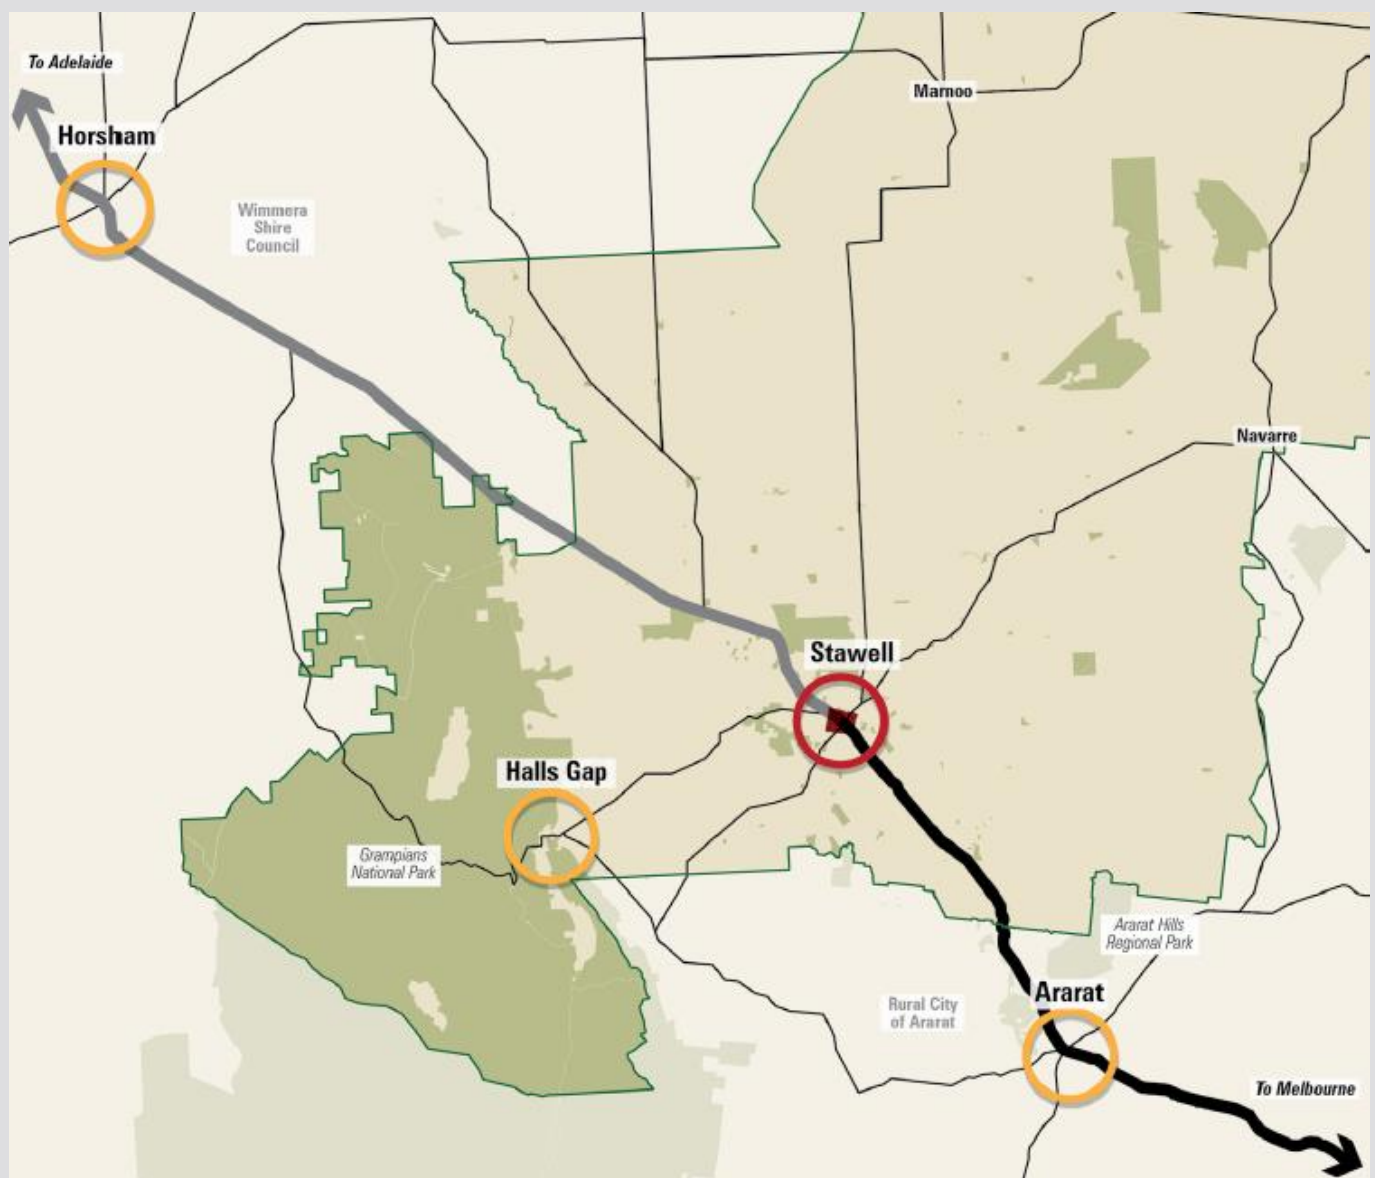 To Adelaide
Marnoo
Horsham
Wimmera
Shire
Council
Navarre
Stawell
Halls Gap
Grampians
National Park
Ararat Hills
Regional Park
Ararat
Rural City
of Ararat
To Melbourne